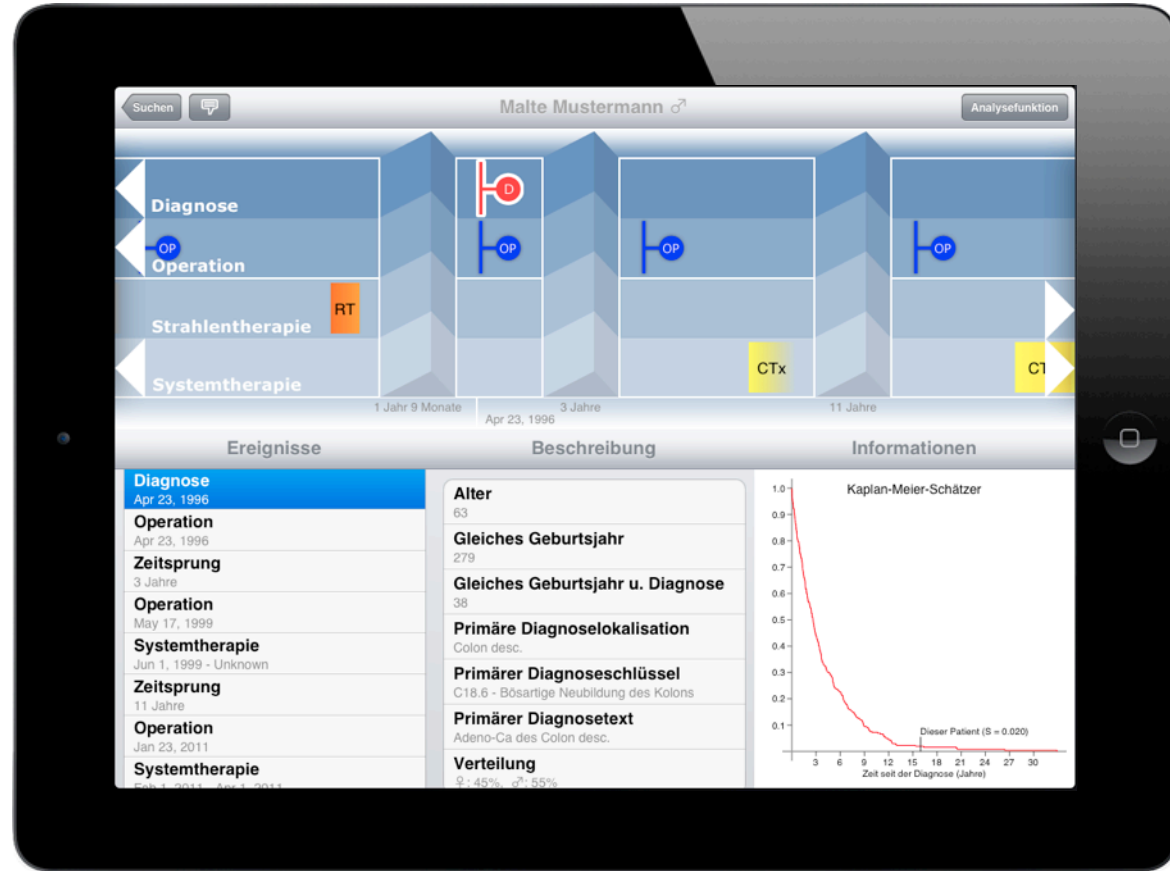 Suchen
Malte Mustermann ♂
Analysefunktion
D
Diagnose
OP
OP
OP
OP
Operation
RT
Strahlentherapie
CTx
CT
Systemtherapie
1 Jahr 9 Monate
3 Jahre
11 Jahre
Apr 23, 1996
Ereignisse
Beschreibung
Informationen
Diagnose
Apr 23, 1996
Operation
Apr 23, 1996
Zeitsprung
3 Jahre
Operation
May 17, 1999
Systemtherapie
Jun 1, 1999 - Unknown
Zeitsprung
11 Jahre
Operation
Jan 23, 2011
Systemtherapie
Feb 1, 2011 - Apr 1, 2011
Alter
63
Gleiches Geburtsjahr
279
Gleiches Geburtsjahr u. Diagnose
38
Primäre Diagnoselokalisation
Colon desc.
Primärer Diagnoseschlüssel
C18.6 - Bösartige Neubildung des Kolons
Primärer Diagnosetext
Adeno-Ca des Colon desc.
Verteilung
♀: 45%, ♂: 55%
Kaplan-Meier-Schätzer
1.0
0.9
0.8
0.7
0.6
0.5
0.4
0.3
0.2
0.1
Dieser Patient (S = 0.020)
3 6 9 12 15 18 21 24 27 30
Zeit seit der Diagnose (Jahre)